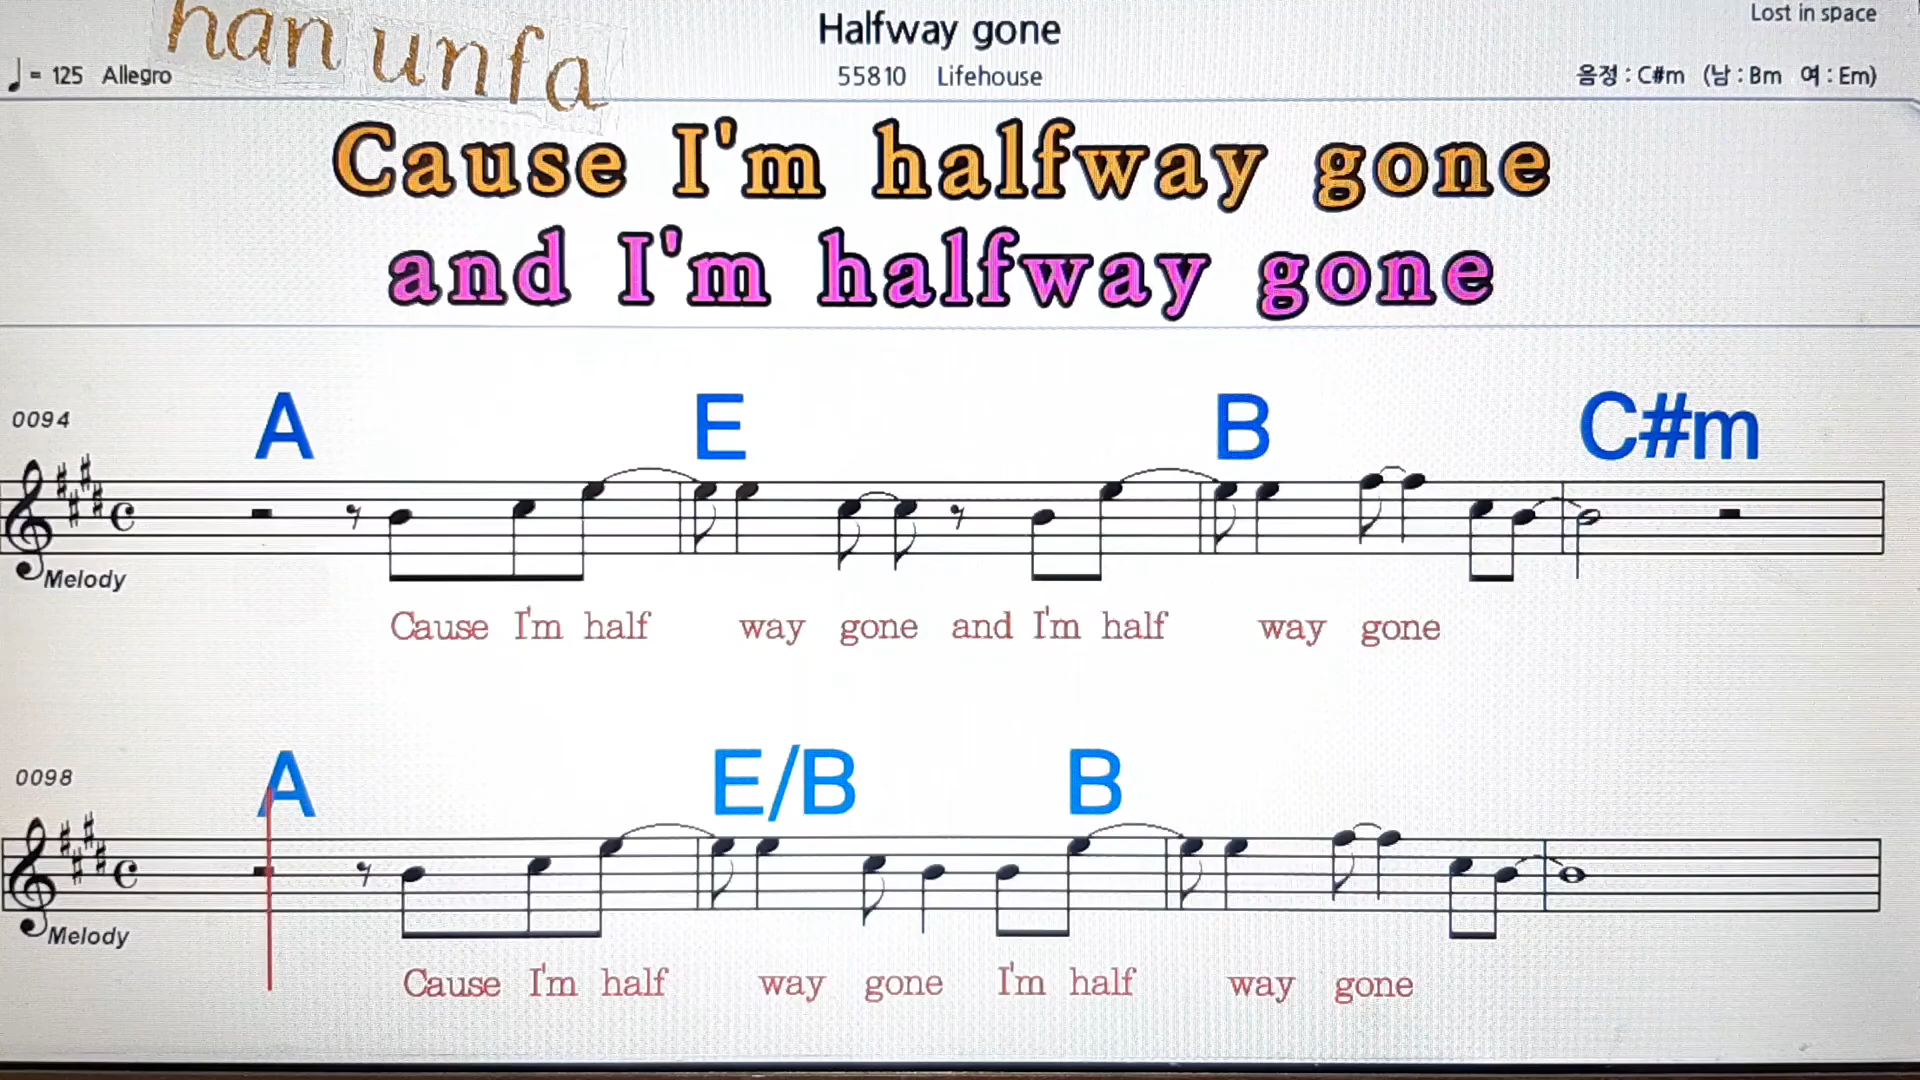 han unfa
Halfway gone
Lost in space
♩ = 125 Allegro
55810 Lifehouse
음정 : C#m (남 : Bm 여 : Em)
Cause I'm halfway gone
and I'm halfway gone
0094
A E B C#m
Melody
Cause I'm half way gone and I'm half way gone
0098
A E/B B
Melody
Cause I'm half way gone I'm half way gone